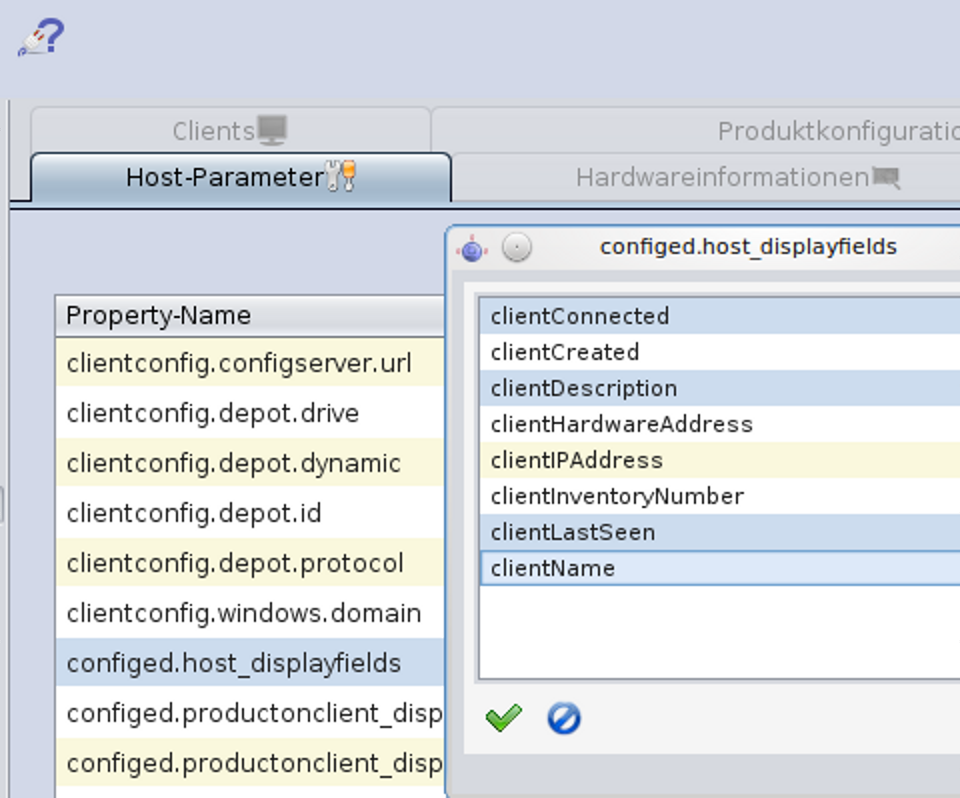 Clients
Produktkonfiguratio
Host-Parameter
Hardwareinformationen
configed.host_displayfields
Property-Name
clientconfig.configserver.url
clientconfig.depot.drive
clientconfig.depot.dynamic
clientconfig.depot.id
clientconfig.depot.protocol
clientconfig.windows.domain
configed.host_displayfields
configed.productonclient_disp
configed.productonclient_disp
clientConnected
clientCreated
clientDescription
clientHardwareAddress
clientIPAddress
clientInventoryNumber
clientLastSeen
clientName